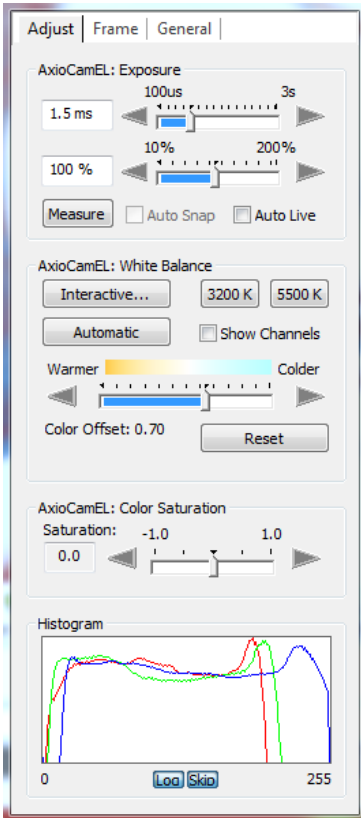 Adjust Frame General
AxioCamEL: Exposure
100us 3s
1.5 ms
10% 200%
100 %
Measure Auto Snap Auto Live
AxioCamEL: White Balance
Interactive... 3200 K 5500 K
Automatic Show Channels
Warmer Colder
Color Offset: 0.70 Reset
AxioCamEL: Color Saturation
Saturation: -1.0 1.0
0.0
Histogram
0 Log Skip 255